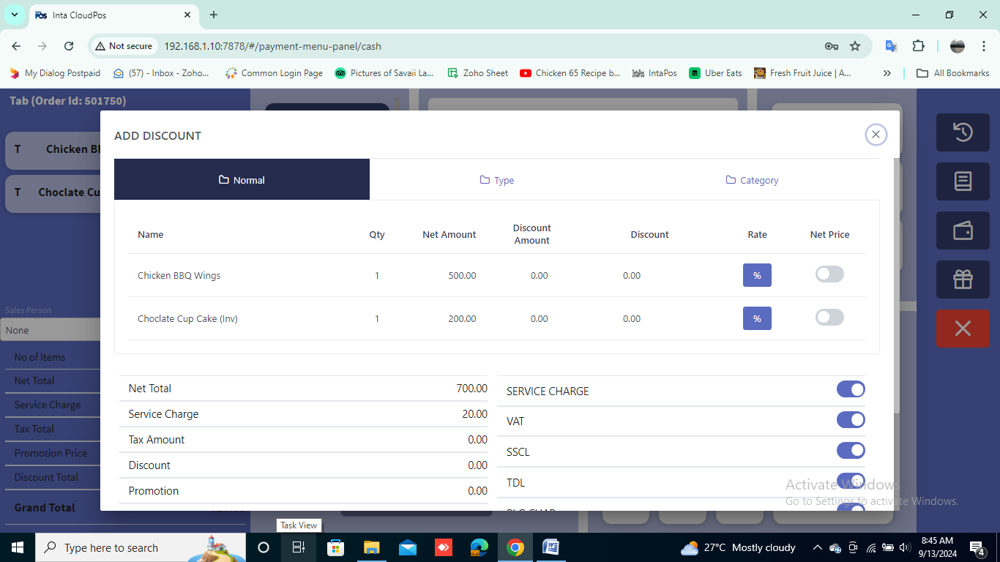 Inta CloudPos
Not secure 192.168.1.10:7878/#/payment-menu-panel/cash
My Dialog Postpaid (57) - Inbox - Zoho... Common Login Page Pictures of Savaii La... Zoho Sheet Chicken 65 Recipe b... IntaPos Uber Eats Fresh Fruit Juice | A... » All Bookmarks
Tab (Order Id: 501750)
T Chicken
T Choclate Cu
Sales Person
None
No of Items
Net Total
Service Charge
Tax Total
Promotion Price
Discount Total
Grand Total
ADD DISCOUNT
Normal Type Category
Name Qty Net Amount Discount Amount Discount Rate Net Price
Chicken BBQ Wings 1 500.00 0.00 0.00 %
Choclate Cup Cake (Inv) 1 200.00 0.00 0.00 %
Net Total 700.00
Service Charge 20.00
Tax Amount 0.00
Discount 0.00
Promotion 0.00
SERVICE CHARGE
VAT
SSCL
TDL
Activate Windows
Go to Settings to activate Windows.
Task View
Type here to search
27°C Mostly cloudy
8:45 AM
9/13/2024
4